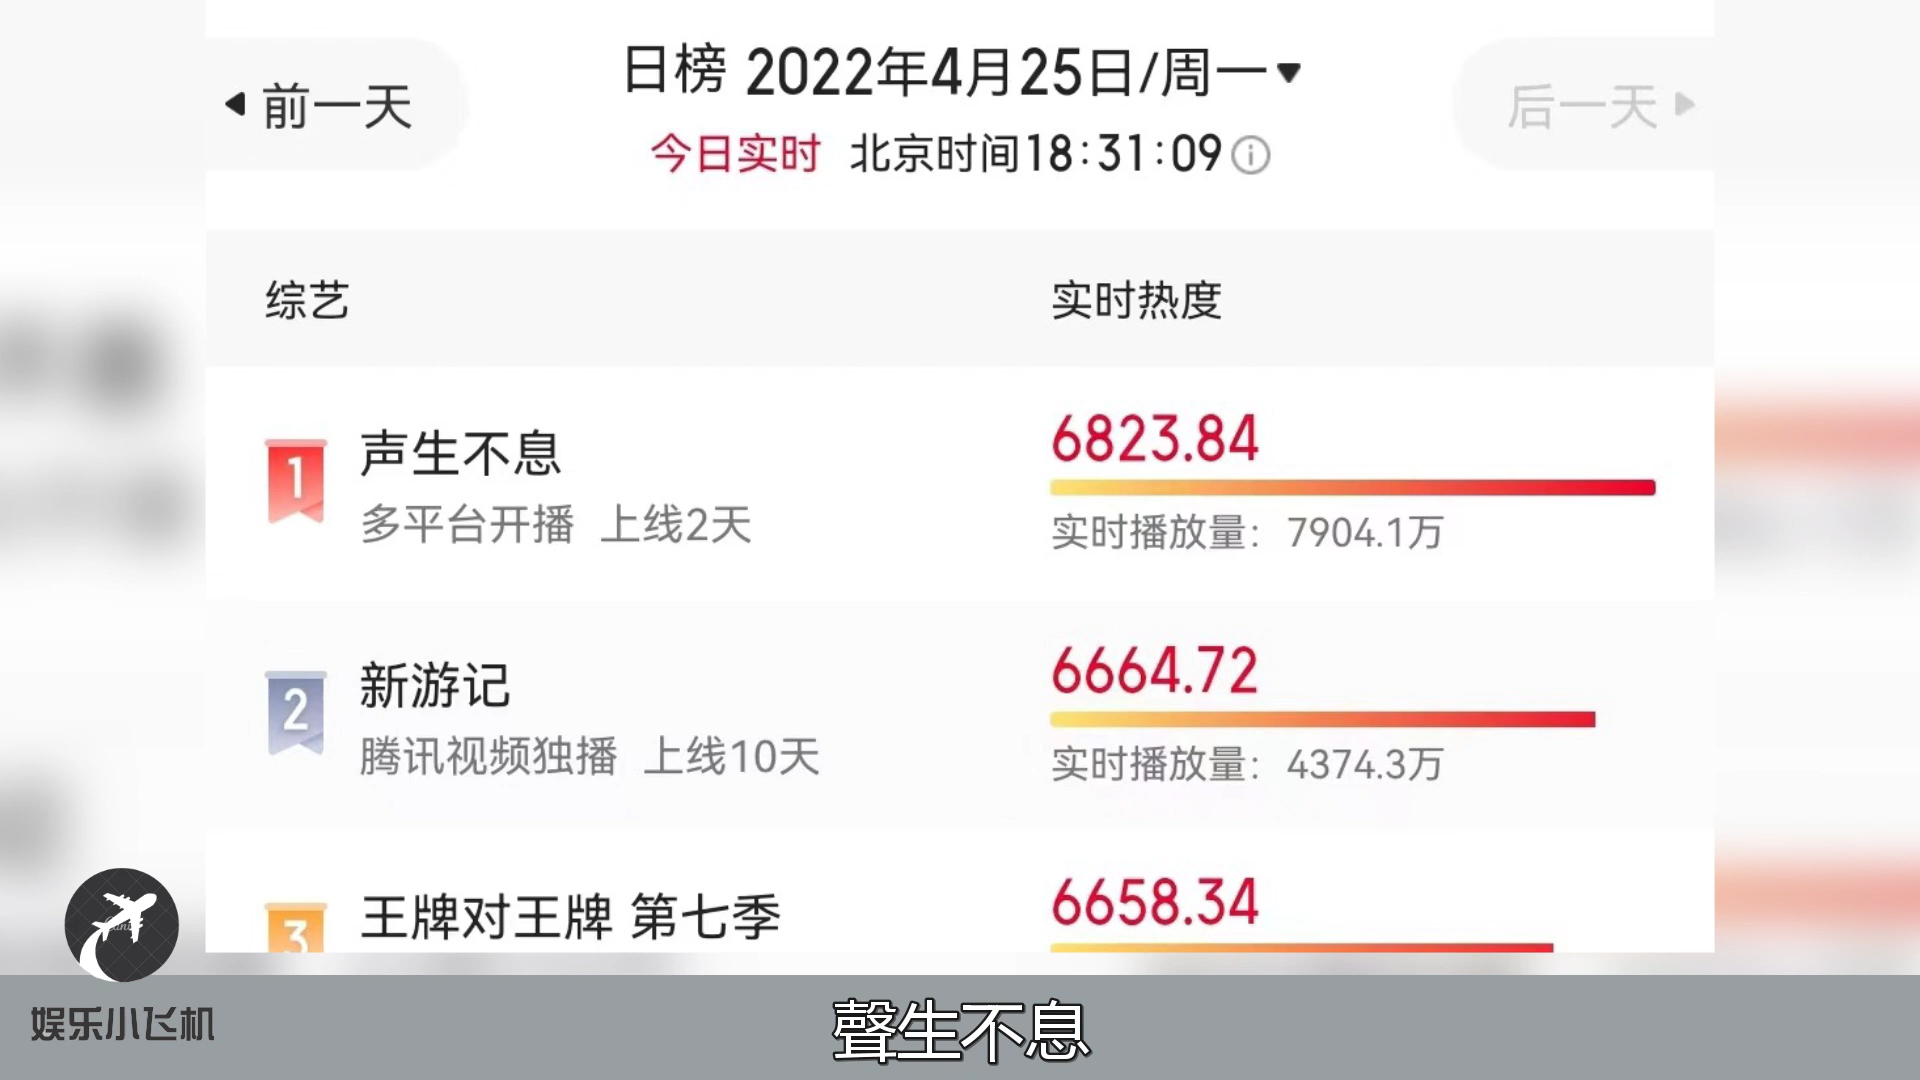 前一天
日榜 2022年4月25日/周一
后一天
今日实时 北京时间18:31:09
综艺 实时热度
1 声生不息 6823.84
多平台开播 上线2天 实时播放量: 7904.1万
2 新游记 6664.72
腾讯视频独播 上线10天 实时播放量: 4374.3万
3 王牌对王牌 第七季 6658.34
娱乐小飞机
聲生不息